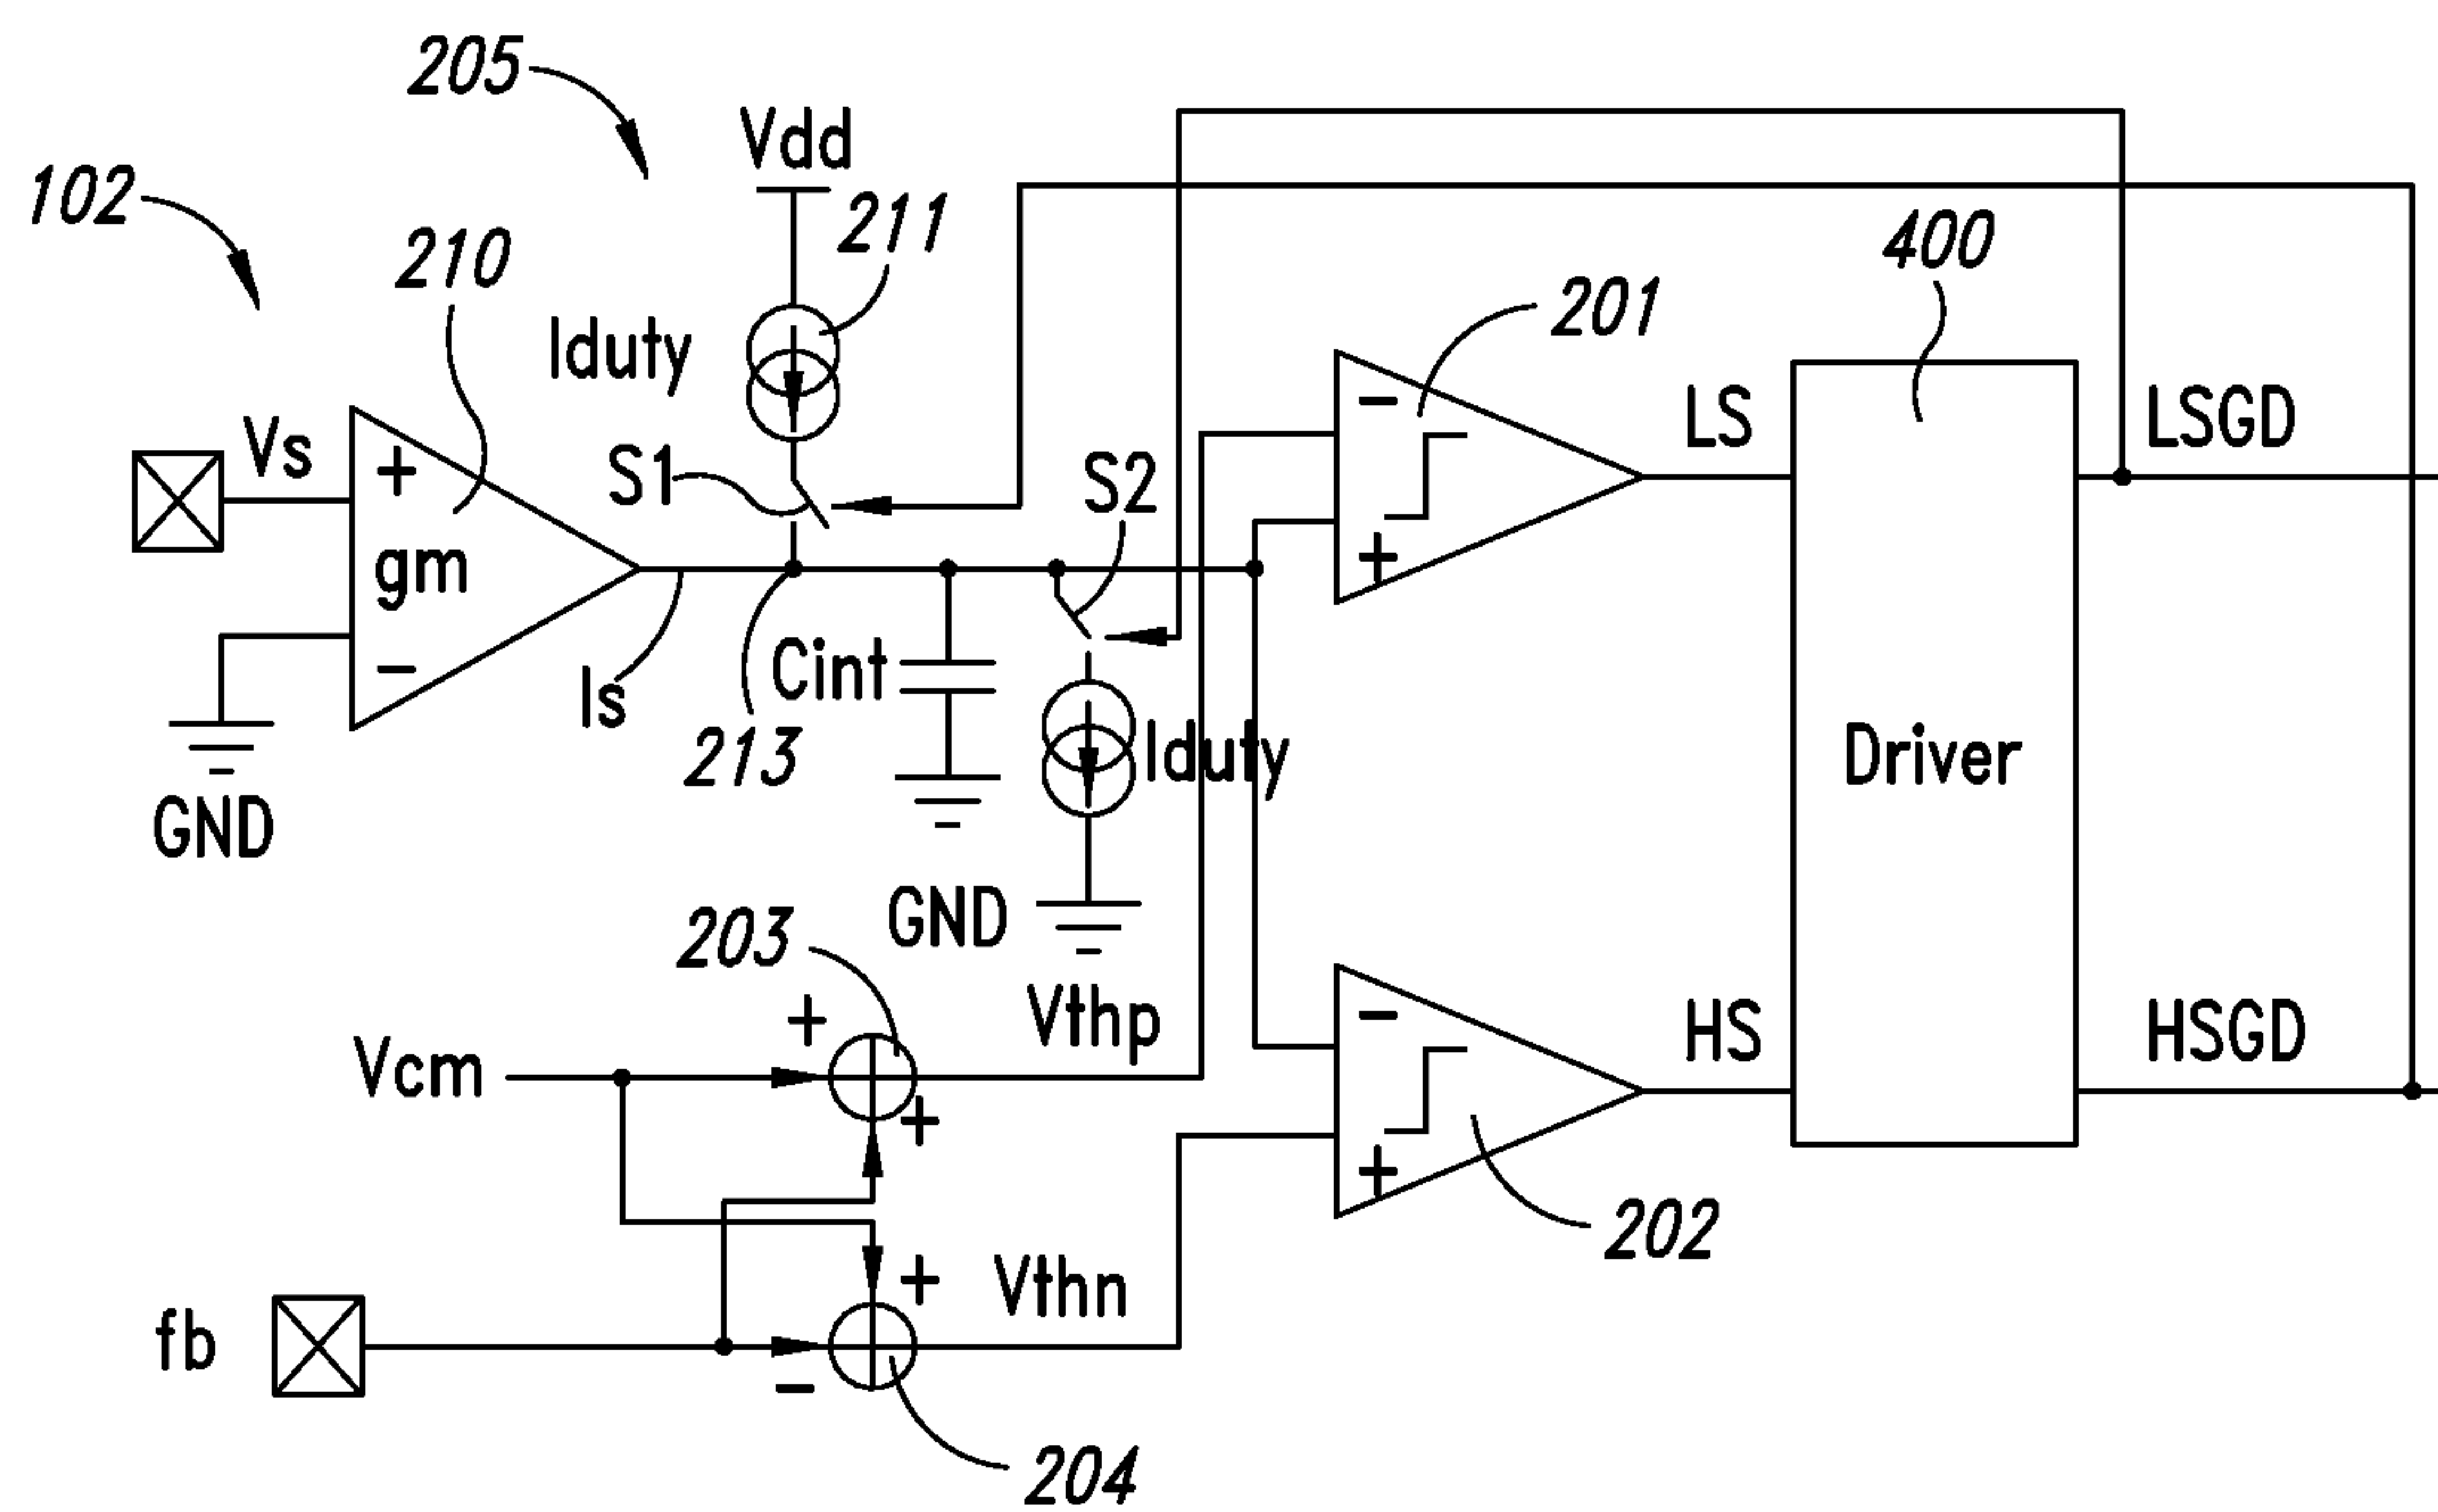 205
Vdd
102
211
210
400
201
Iduty
Vs
+
-
LS
LSGD
S1
S2
gm
+
-
Is
Cint
213
Iduty
Driver
GND
GND
203
Vthp
+
-
HS
HSGD
Vcm
+
+
202
+
Vthn
fb
-
204